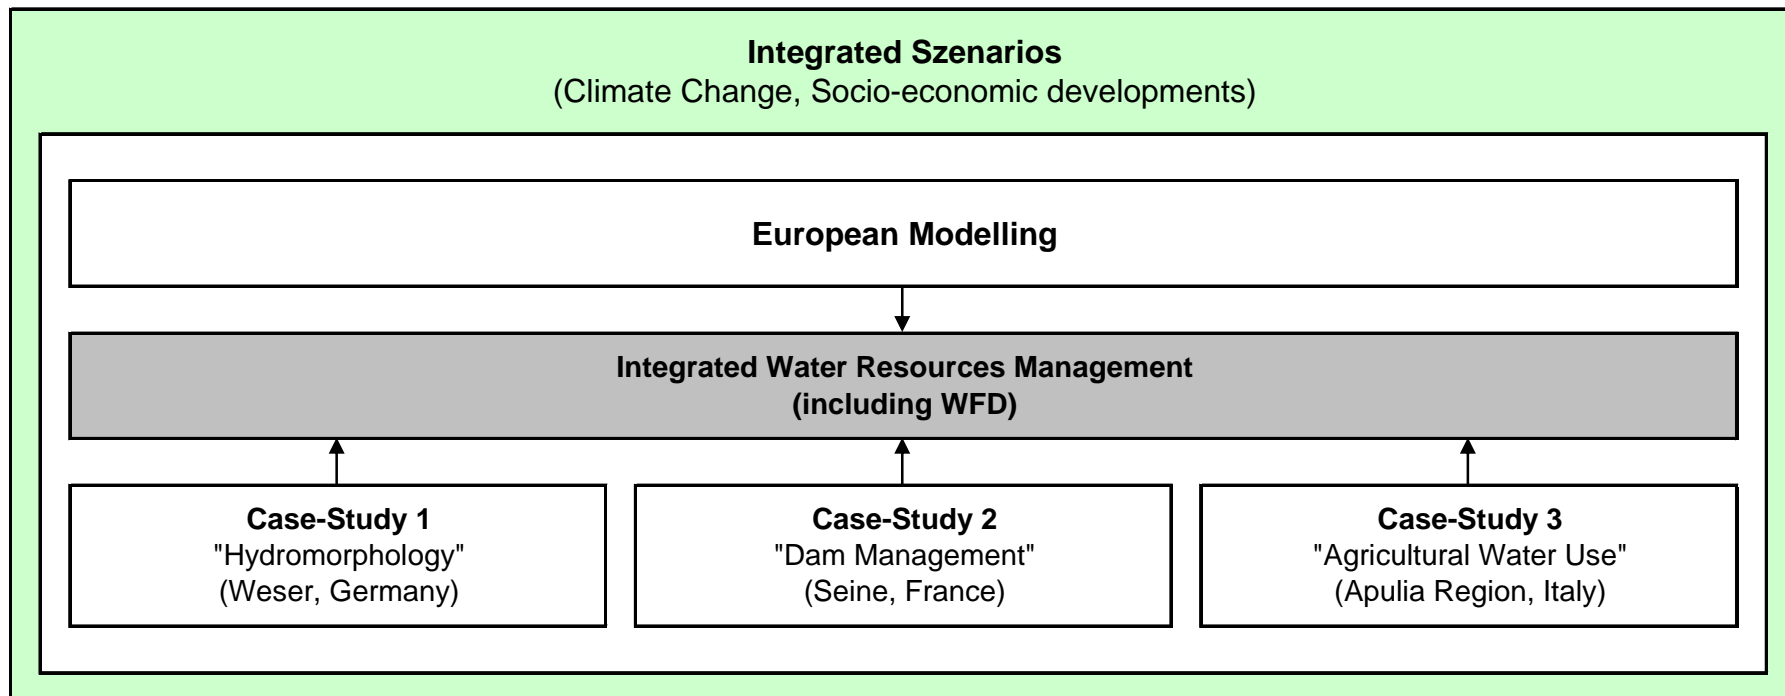 Integrated Szenarios
(Climate Change, Socio-economic developments)
European Modelling
Integrated Water Resources Management
(including WFD)
Case-Study 1
"Hydromorphology"
(Weser, Germany)
Case-Study 2
"Dam Management"
(Seine, France)
Case-Study 3
"Agricultural Water Use"
(Apulia Region, Italy)